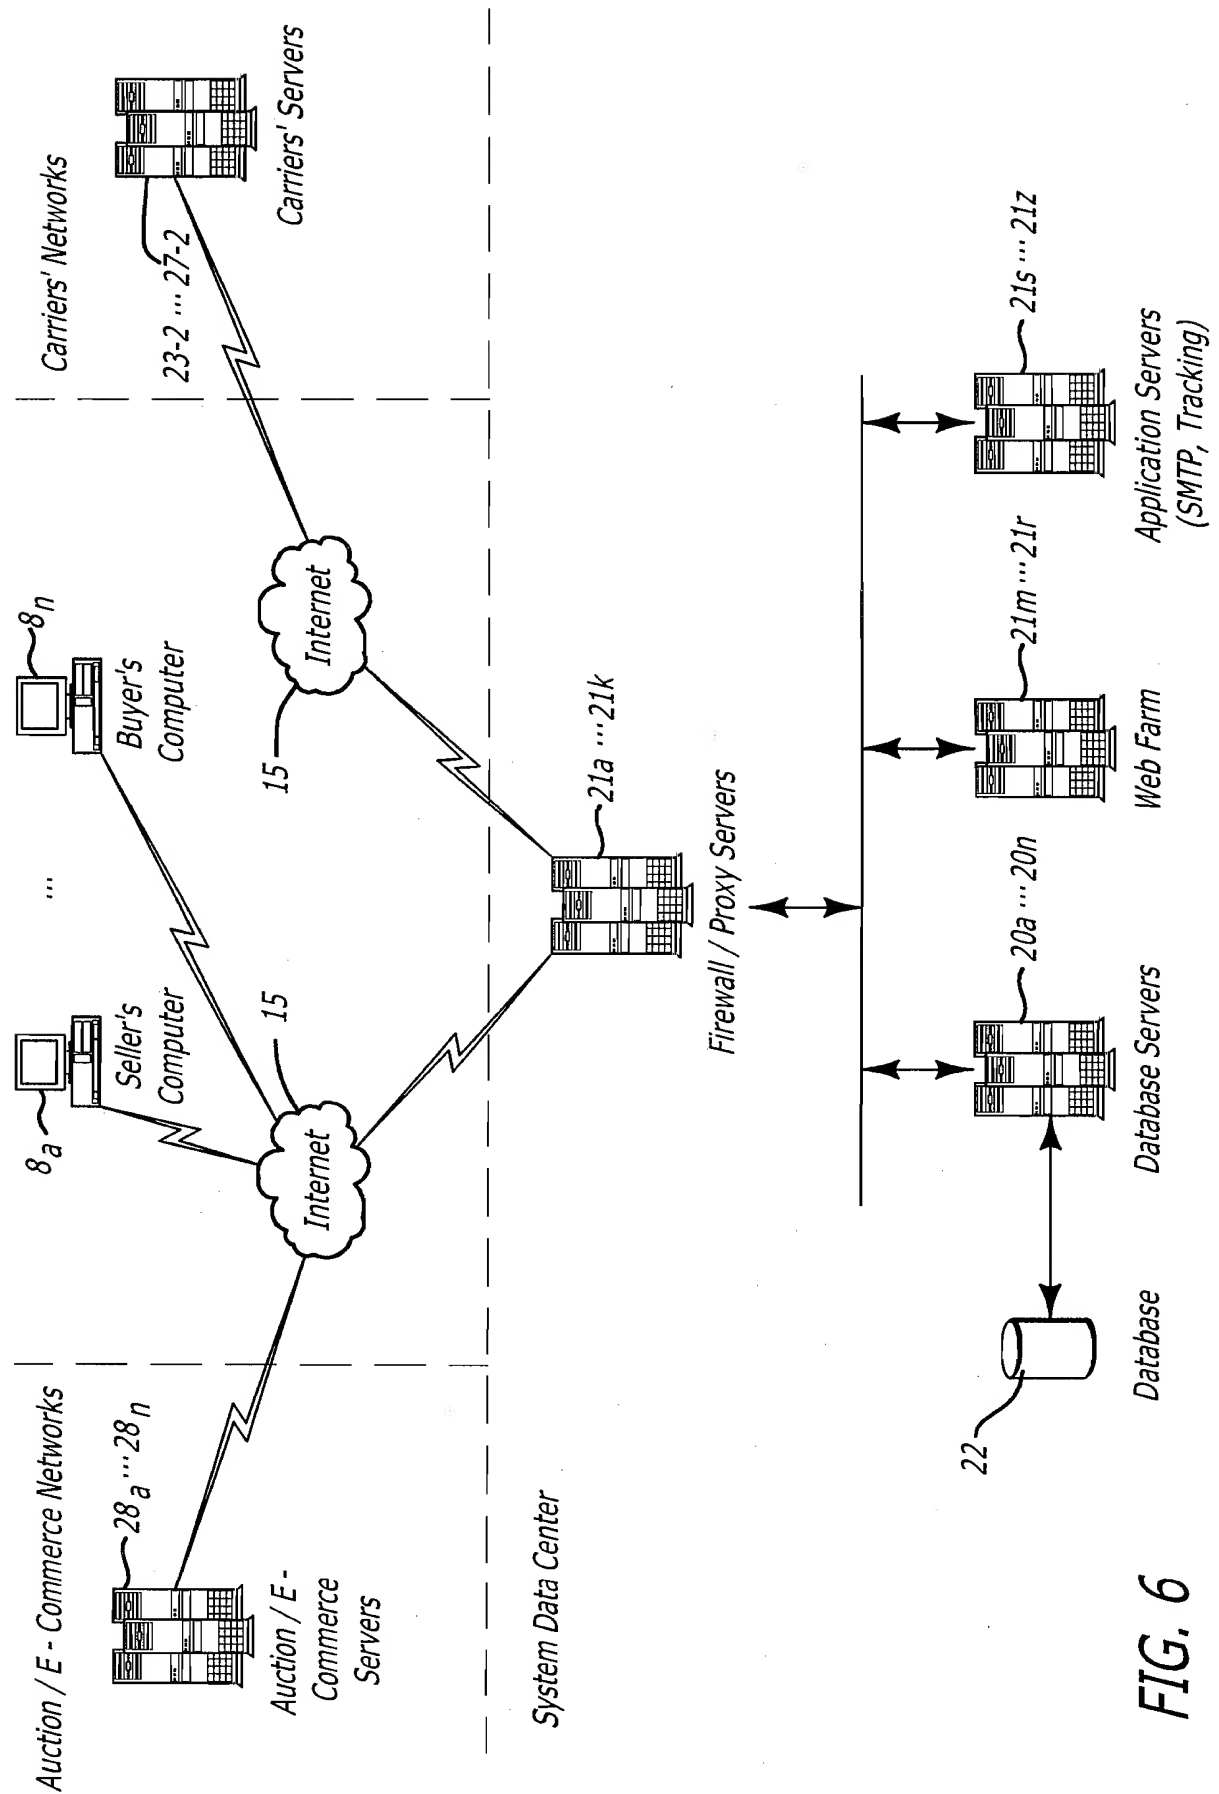 Auction / E - Commerce Networks
Carriers' Networks
8a
...
8n
Seller's
Computer
Buyer's
Computer
28a ... 28n
23-2 ... 27-2
Auction / E -
Commerce
Servers
Carriers' Servers
15
15
Internet
Internet
System Data Center
21a ... 21k
Firewall / Proxy Servers
22
20a ... 20n
21m ... 21r
21s ... 21z
Database
Database Servers
Web Farm
Application Servers
(SMTP, Tracking)
FIG. 6